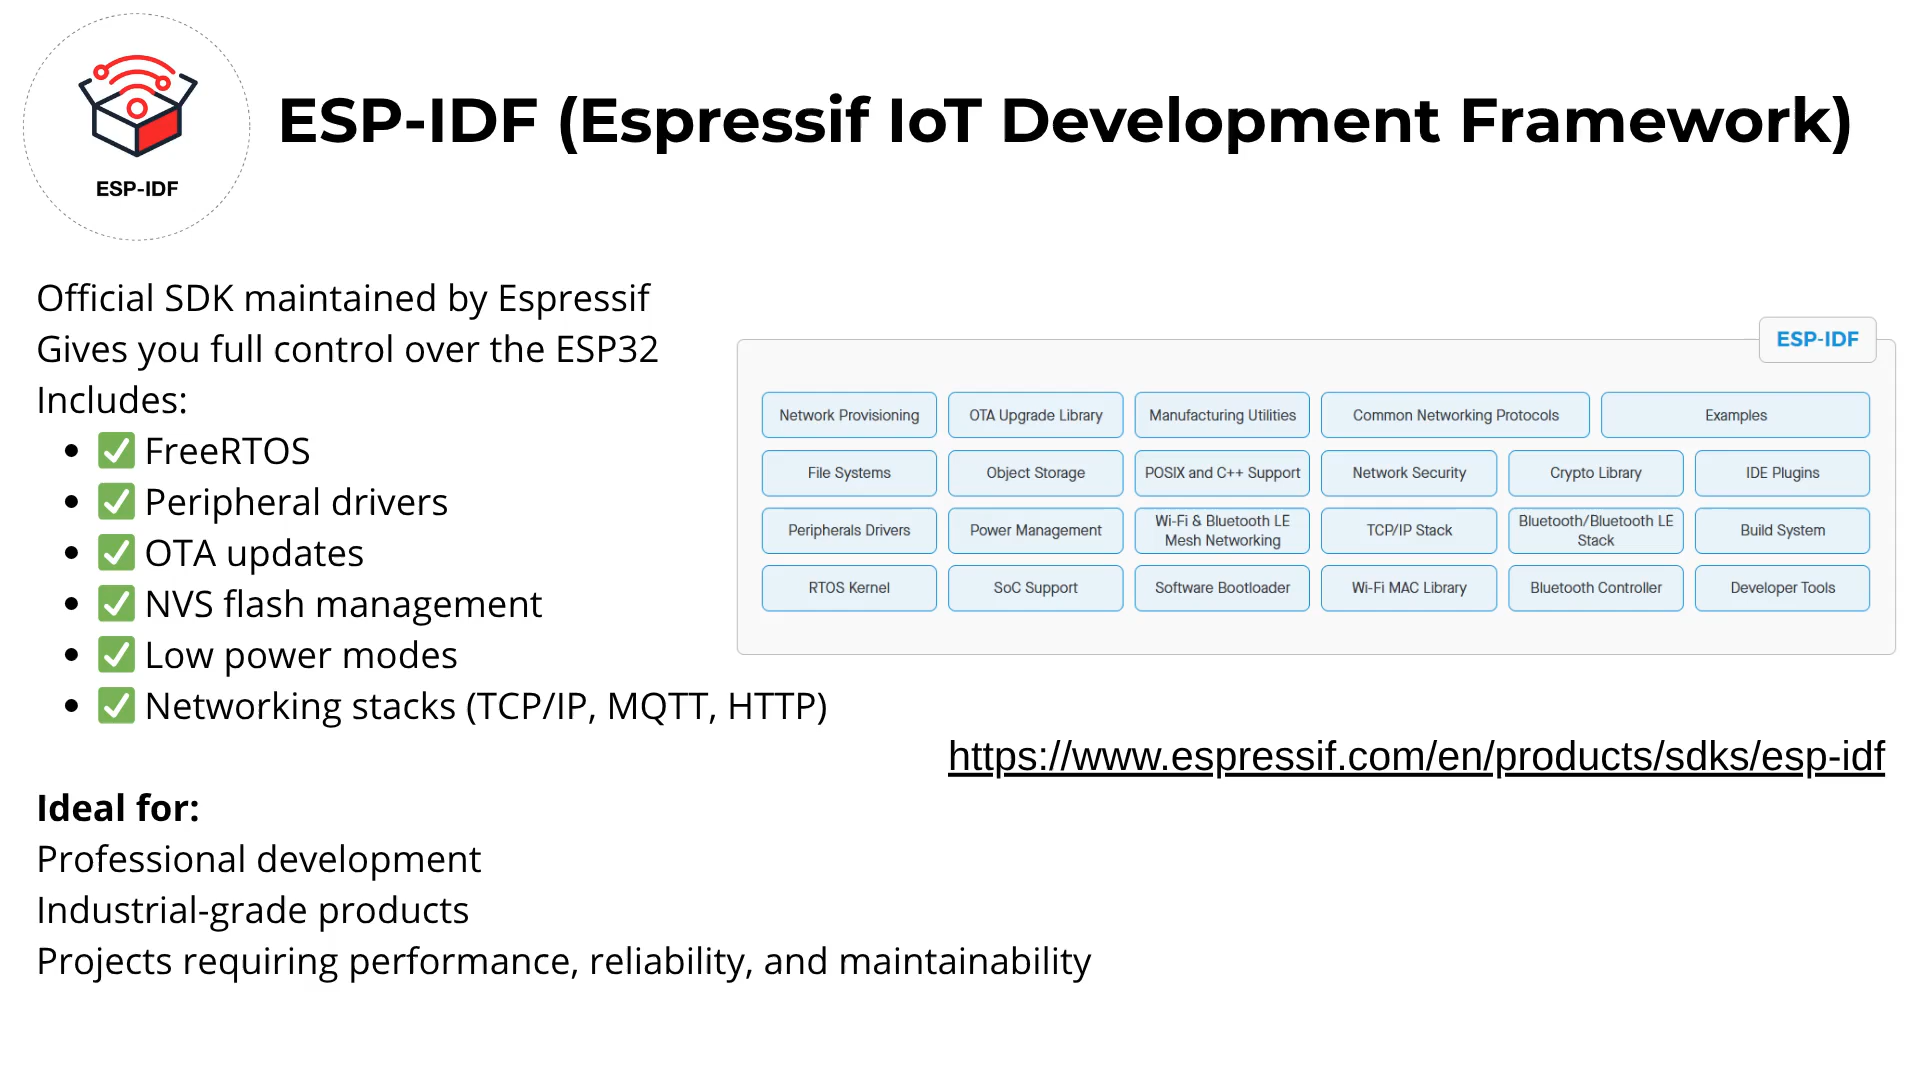 ESP-IDF
ESP-IDF (Espressif IoT Development Framework)
Official SDK maintained by Espressif
Gives you full control over the ESP32
Includes:
• ✅ FreeRTOS
• ✅ Peripheral drivers
• ✅ OTA updates
• ✅ NVS flash management
• ✅ Low power modes
• ✅ Networking stacks (TCP/IP, MQTT, HTTP)
Ideal for:
Professional development
Industrial-grade products
Projects requiring performance, reliability, and maintainability
ESP-IDF
Network Provisioning
OTA Upgrade Library
Manufacturing Utilities
Common Networking Protocols
Examples
File Systems
Object Storage
POSIX and C++ Support
Network Security
Crypto Library
IDE Plugins
Peripherals Drivers
Power Management
Wi-Fi & Bluetooth LE
Mesh Networking
TCP/IP Stack
Bluetooth/Bluetooth LE
Stack
Build System
RTOS Kernel
SoC Support
Software Bootloader
Wi-Fi MAC Library
Bluetooth Controller
Developer Tools
https://www.espressif.com/en/products/sdks/esp-idf